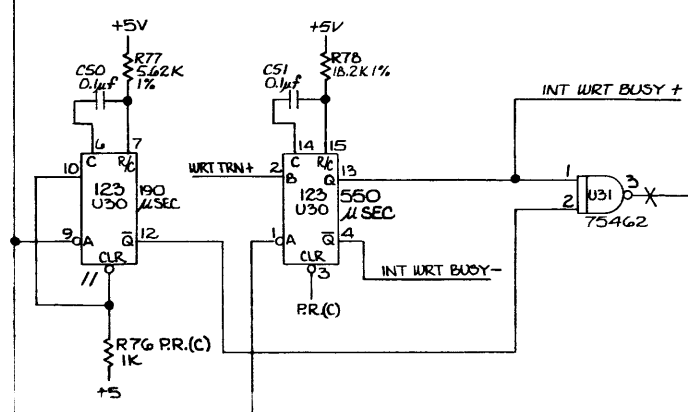 +5V
R77
5.62K
1%
C50
0.1µf
6
7
C
R/C
10
123
U30
190
µSEC
9
A
Q
12
CLR
11
R76 P.R.(C)
1K
+5
+5V
R78
18.2K 1%
C51
0.1µf
14
15
C
R/C
WRT TRN+
2
B
Q
13
123
U30
550
µSEC
1
A
Q
4
CLR
3
P.R.(C)
INT WRT BUSY-
INT WRT BUSY +
1
2
U31
3
75462